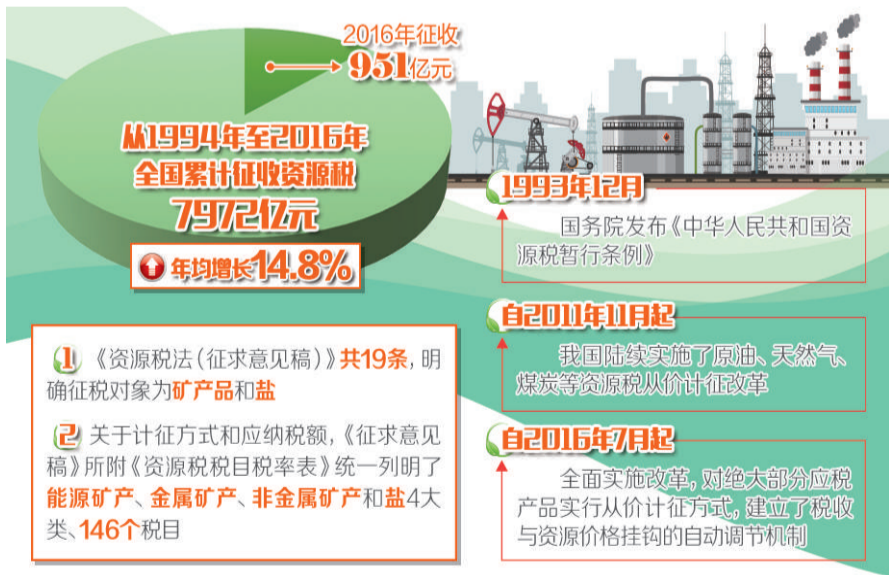 2016年征收
951亿元
从1994年至2016年
全国累计征收资源税
7972亿元
年均增长14.8%
1 《资源税法(征求意见稿)》共19条,明
确征税对象为矿产品和盐
2 关于计征方式和应纳税额,《征求意见
稿》所附《资源税税目税率表》统一列明了
能源矿产、金属矿产、非金属矿产和盐4大
类、146个税目
1993年12月
国务院发布《中华人民共和国资
源税暂行条例》
自2011年11月起
我国陆续实施了原油、天然气、
煤炭等资源税从价计征改革
自2016年7月起
全面实施改革,对绝大部分应税
产品实行从价计征方式,建立了税收
与资源价格挂钩的自动调节机制